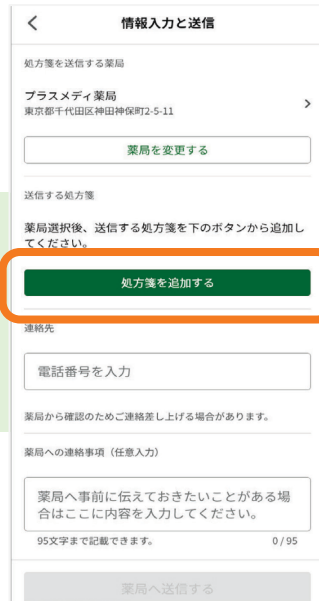 情報入力と送信
処方箋を送信する薬局
プラスメディ薬局
東京都千代田区神田神保町2-5-11
薬局を変更する
送信する処方箋
薬局選択後、送信する処方箋を下のボタンから追加し
てください。
処方箋を追加する
連絡先
電話番号を入力
薬局から確認のためご連絡差し上げる場合があります。
薬局への連絡事項（任意入力）
薬局へ事前に伝えておきたいことがある場
合はここに内容を入力してください。
95文字まで記載できます。 0 / 95
薬局へ送信する